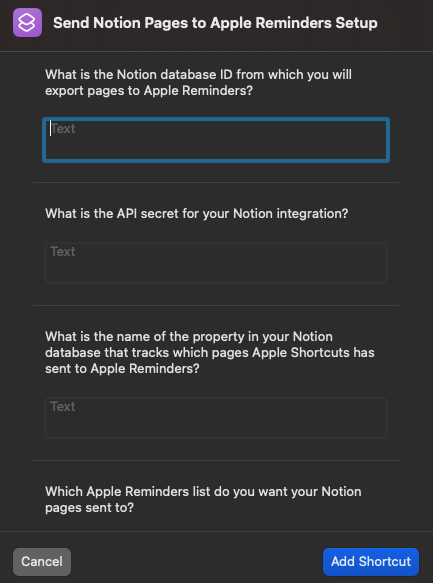 Send Notion Pages to Apple Reminders Setup
What is the Notion database ID from which you will
export pages to Apple Reminders?
Text
What is the API secret for your Notion integration?
Text
What is the name of the property in your Notion
database that tracks which pages Apple Shortcuts has
sent to Apple Reminders?
Text
Which Apple Reminders list do you want your Notion
pages sent to?
Cancel
Add Shortcut